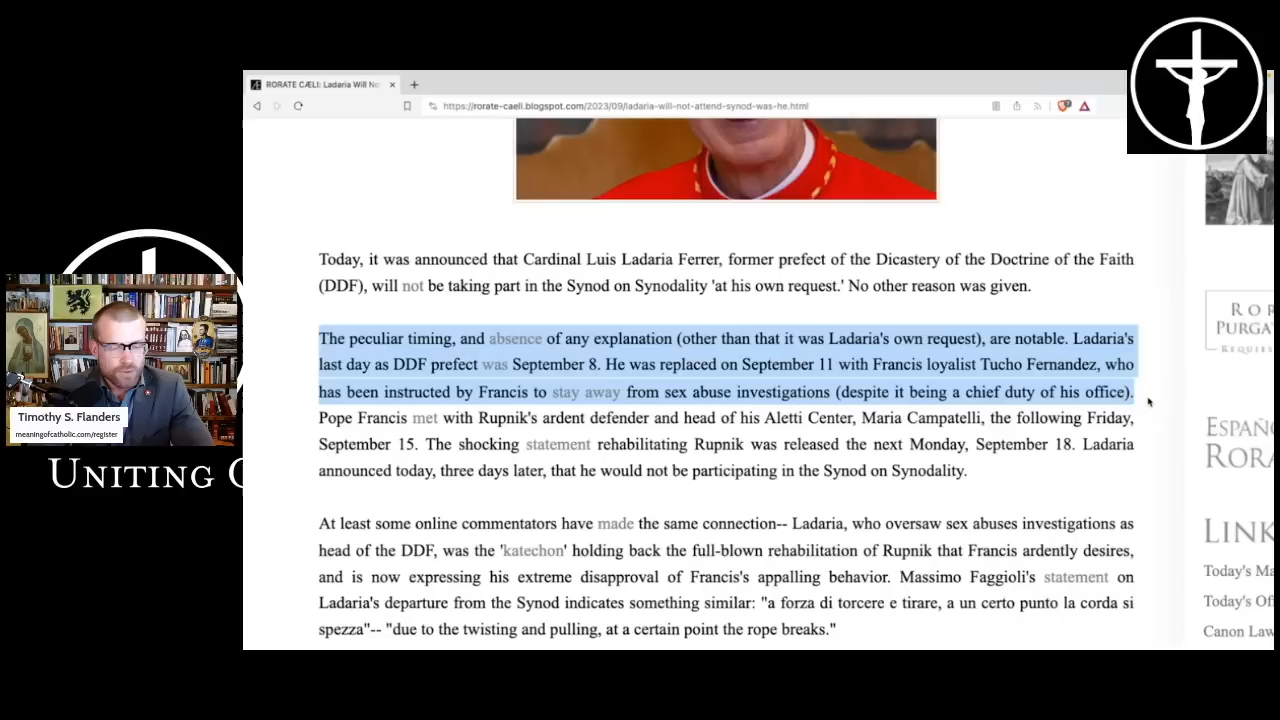 RORATE CÆLI: Ladaria Will No
https://rorate-caeli.blogspot.com/2023/09/ladaria-will-not-attend-synod-was-he.html
Today, it was announced that Cardinal Luis Ladaria Ferrer, former prefect of the Dicastery of the Doctrine of the Faith
(DDF), will not be taking part in the Synod on Synodality 'at his own request.' No other reason was given.
The peculiar timing, and absence of any explanation (other than that it was Ladaria's own request), are notable. Ladaria's
last day as DDF prefect was September 8. He was replaced on September 11 with Francis loyalist Tucho Fernandez, who
has been instructed by Francis to stay away from sex abuse investigations (despite it being a chief duty of his office).
Pope Francis met with Rupnik's ardent defender and head of his Aletti Center, Maria Campatelli, the following Friday,
September 15. The shocking statement rehabilitating Rupnik was released the next Monday, September 18. Ladaria
announced today, three days later, that he would not be participating in the Synod on Synodality.
At least some online commentators have made the same connection-- Ladaria, who oversaw sex abuses investigations as
head of the DDF, was the 'katechon' holding back the full-blown rehabilitation of Rupnik that Francis ardently desires,
and is now expressing his extreme disapproval of Francis's appalling behavior. Massimo Faggioli's statement on
Ladaria's departure from the Synod indicates something similar: "a forza di torcere e tirare, a un certo punto la corda si
spezza"-- "due to the twisting and pulling, at a certain point the rope breaks."
Timothy S. Flanders
meaningofcatholic.com/register
UNITING C
ROR
PURGA
REQUIES
ESPAÑ
RORA
LINK
Today's Ma
Today's Of
Canon Law